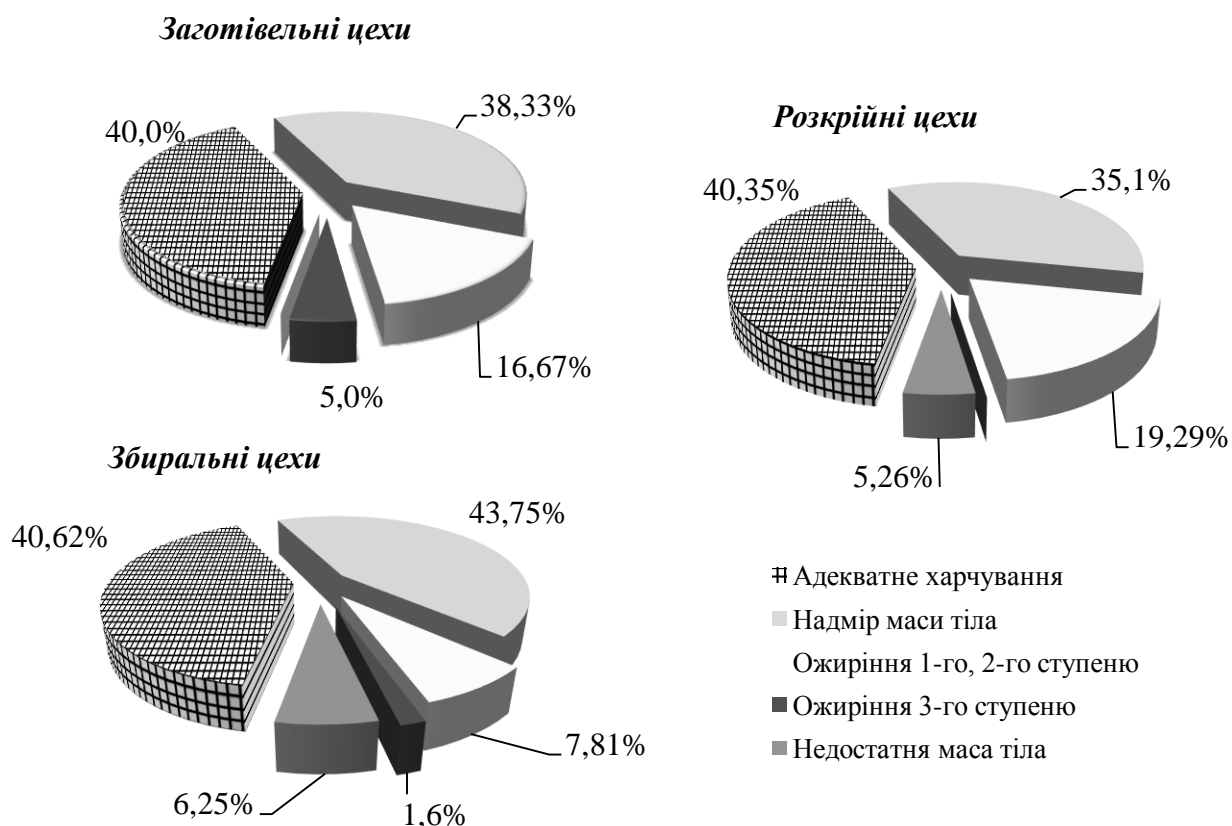 Заготівельні цехи
38,33%
40,0%
16,67%
5,0%
Розкрійні цехи
40,35%
35,1%
19,29%
5,26%
Збиральні цехи
40,62%
43,75%
7,81%
6,25%
1,6%
Адекватне харчування
Надмір маси тіла
Ожиріння 1-го, 2-го ступеню
Ожиріння 3-го ступеню
Недостатня маса тіла